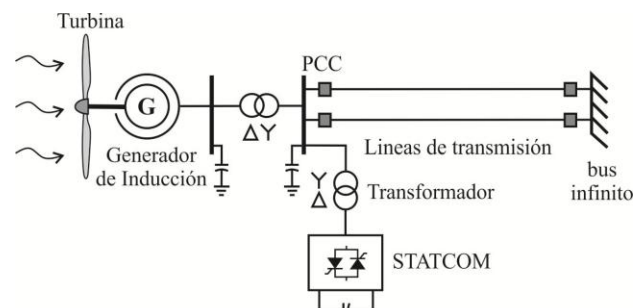 Turbina
PCC
G
Δ Y
Generador
de Inducción
Lineas de transmisión
bus
infinito
Y
Δ
Transformador
STATCOM